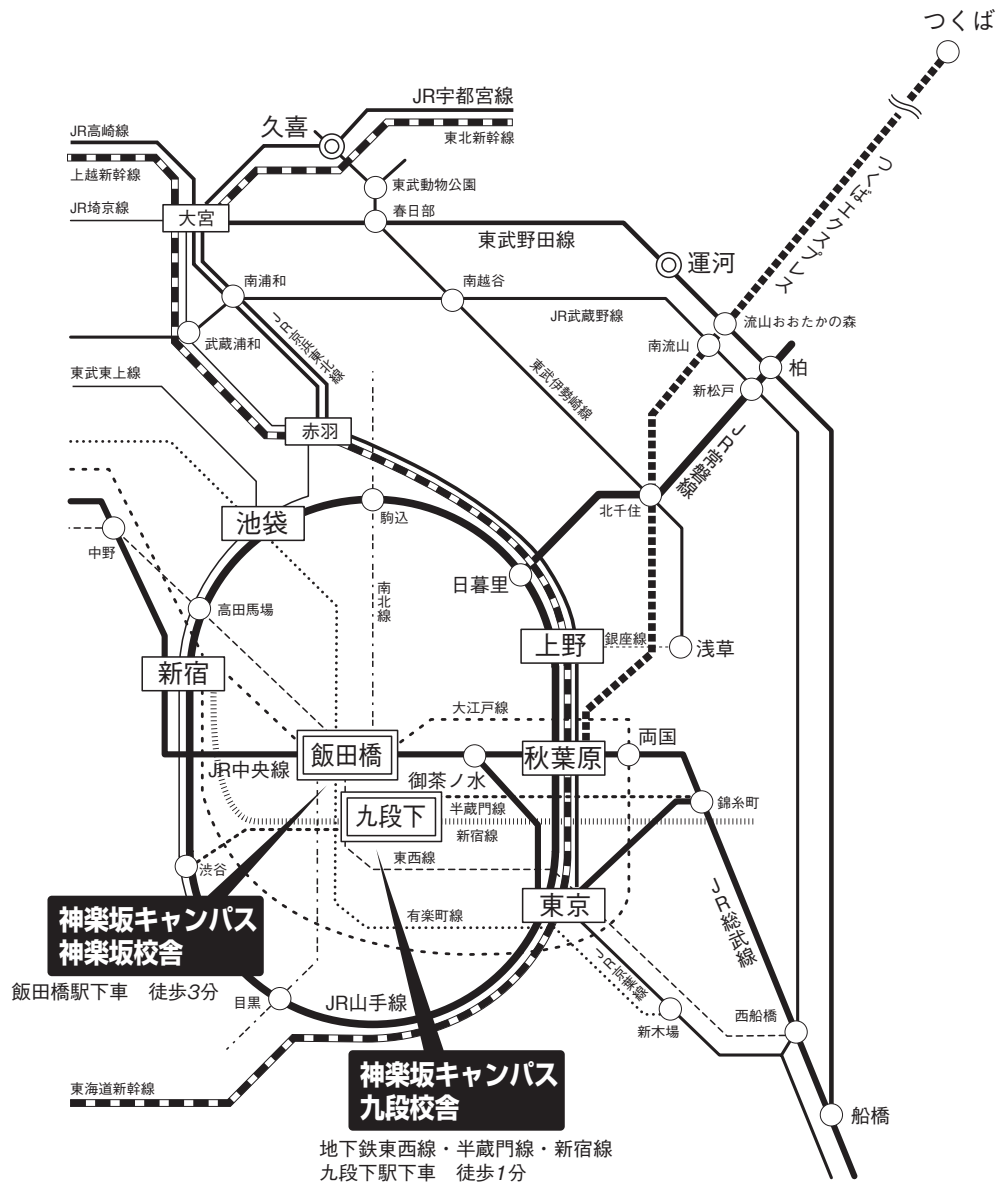 つくば
JR宇都宮線
久喜
JR高崎線
東北新幹線
上越新幹線
東武動物公園
つくばエクスプレス
JR埼京線
大宮
春日部
東武野田線
運河
南浦和
南越谷
JR武蔵野線
流山おおたかの森
武蔵浦和
JR京浜東北線
南流山
柏
東武東上線
東武伊勢崎線
新松戸
赤羽
JR常磐線
池袋
駒込
北千住
中野
日暮里
南北線
高田馬場
上野
銀座線
浅草
新宿
大江戸線
飯田橋
秋葉原
両国
JR中央線
御茶ノ水
九段下
半蔵門線
錦糸町
新宿線
東西線
渋谷
JR総武線
有楽町線
東京
神楽坂キャンパス
神楽坂校舎
飯田橋駅下車 徒歩3分
目黒
JR山手線
JR京葉線
新木場
西船橋
東海道新幹線
神楽坂キャンパス
九段校舎
船橋
地下鉄東西線・半蔵門線・新宿線
九段下駅下車 徒歩1分